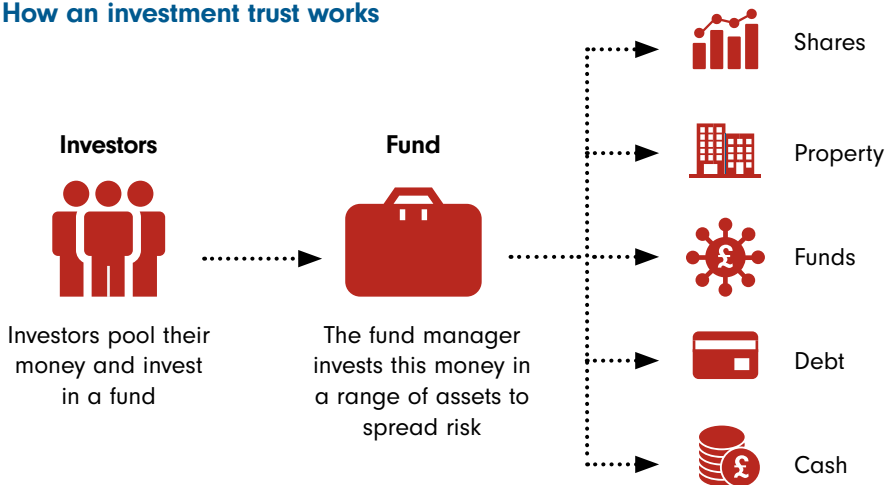 How an investment trust works
Investors
Investors pool their
money and invest
in a fund
Fund
The fund manager
invests this money in
a range of assets to
spread risk
Shares
Property
£
Funds
Debt
£
Cash